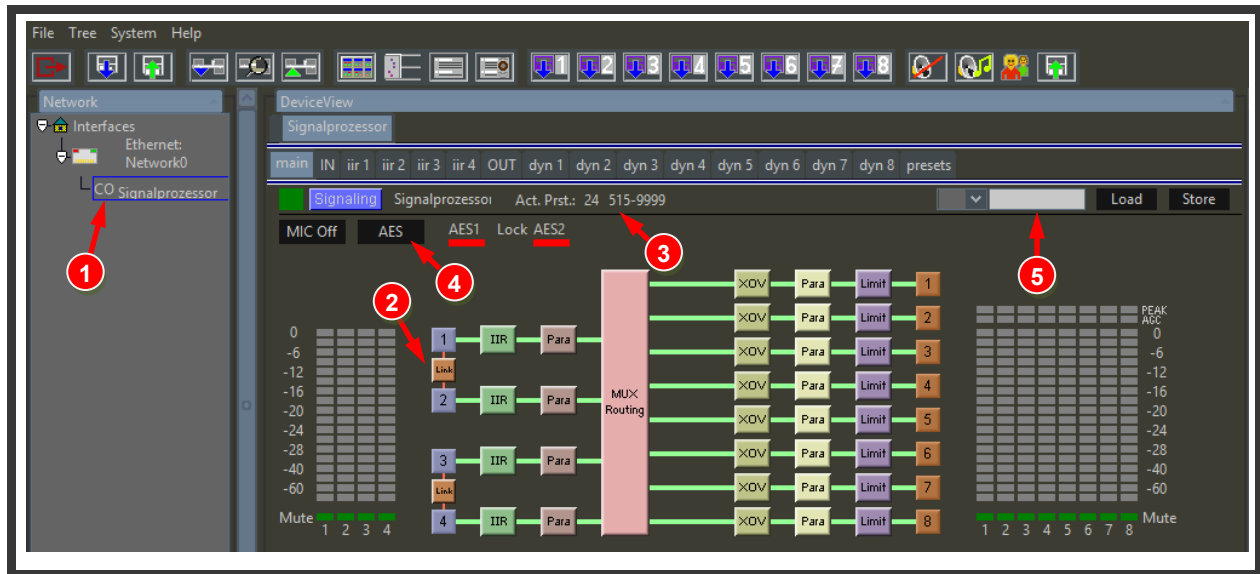 File Tree System Help
1 2 3 4 5 6 7 8
Network
DeviceView
Interfaces
Signalprozessor
Ethernet:
Network0
main IN iir 1 iir 2 iir 3 iir 4 OUT dyn 1 dyn 2 dyn 3 dyn 4 dyn 5 dyn 6 dyn 7 dyn 8 presets
CO Signalprozessor
Signaling Signalprozessor Act. Prst.: 24 515-9999 Load Store
MIC Off AES AES1 Lock AES2
1 2 3 4 5
XOV Para Limit 1
XOV Para Limit 2
XOV Para Limit 3
XOV Para Limit 4
XOV Para Limit 5
XOV Para Limit 6
XOV Para Limit 7
XOV Para Limit 8
1 IIR Para
Link
2 IIR Para
MUX
Routing
3 IIR Para
Link
4 IIR Para
0
-6
-12
-16
-20
-24
-28
-40
-60
Mute
1 2 3 4
PEAK
AGC
0
-6
-12
-16
-20
-24
-28
-40
-60
Mute
1 2 3 4 5 6 7 8